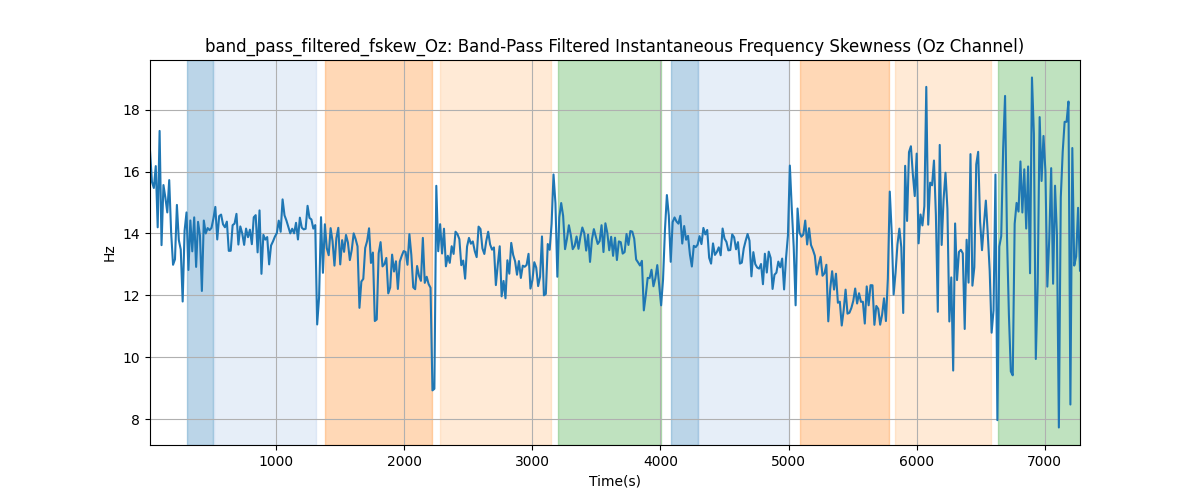 band_pass_filtered_fskew_Oz: Band-Pass Filtered Instantaneous Frequency Skewness (Oz Channel)
18
16
14
12
10
8
Hz
1000 2000 3000 4000 5000 6000 7000
Time(s)